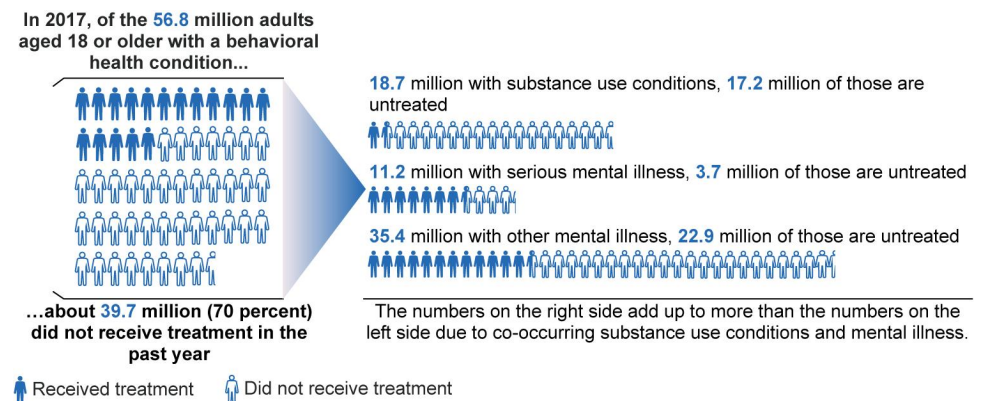 In 2017, of the 56.8 million adults
aged 18 or older with a behavioral
health condition...
...about 39.7 million (70 percent)
did not receive treatment in the
past year
18.7 million with substance use conditions, 17.2 million of those are
untreated
11.2 million with serious mental illness, 3.7 million of those are untreated
35.4 million with other mental illness, 22.9 million of those are untreated
The numbers on the right side add up to more than the numbers on the
left side due to co-occurring substance use conditions and mental illness.
Received treatment
Did not receive treatment